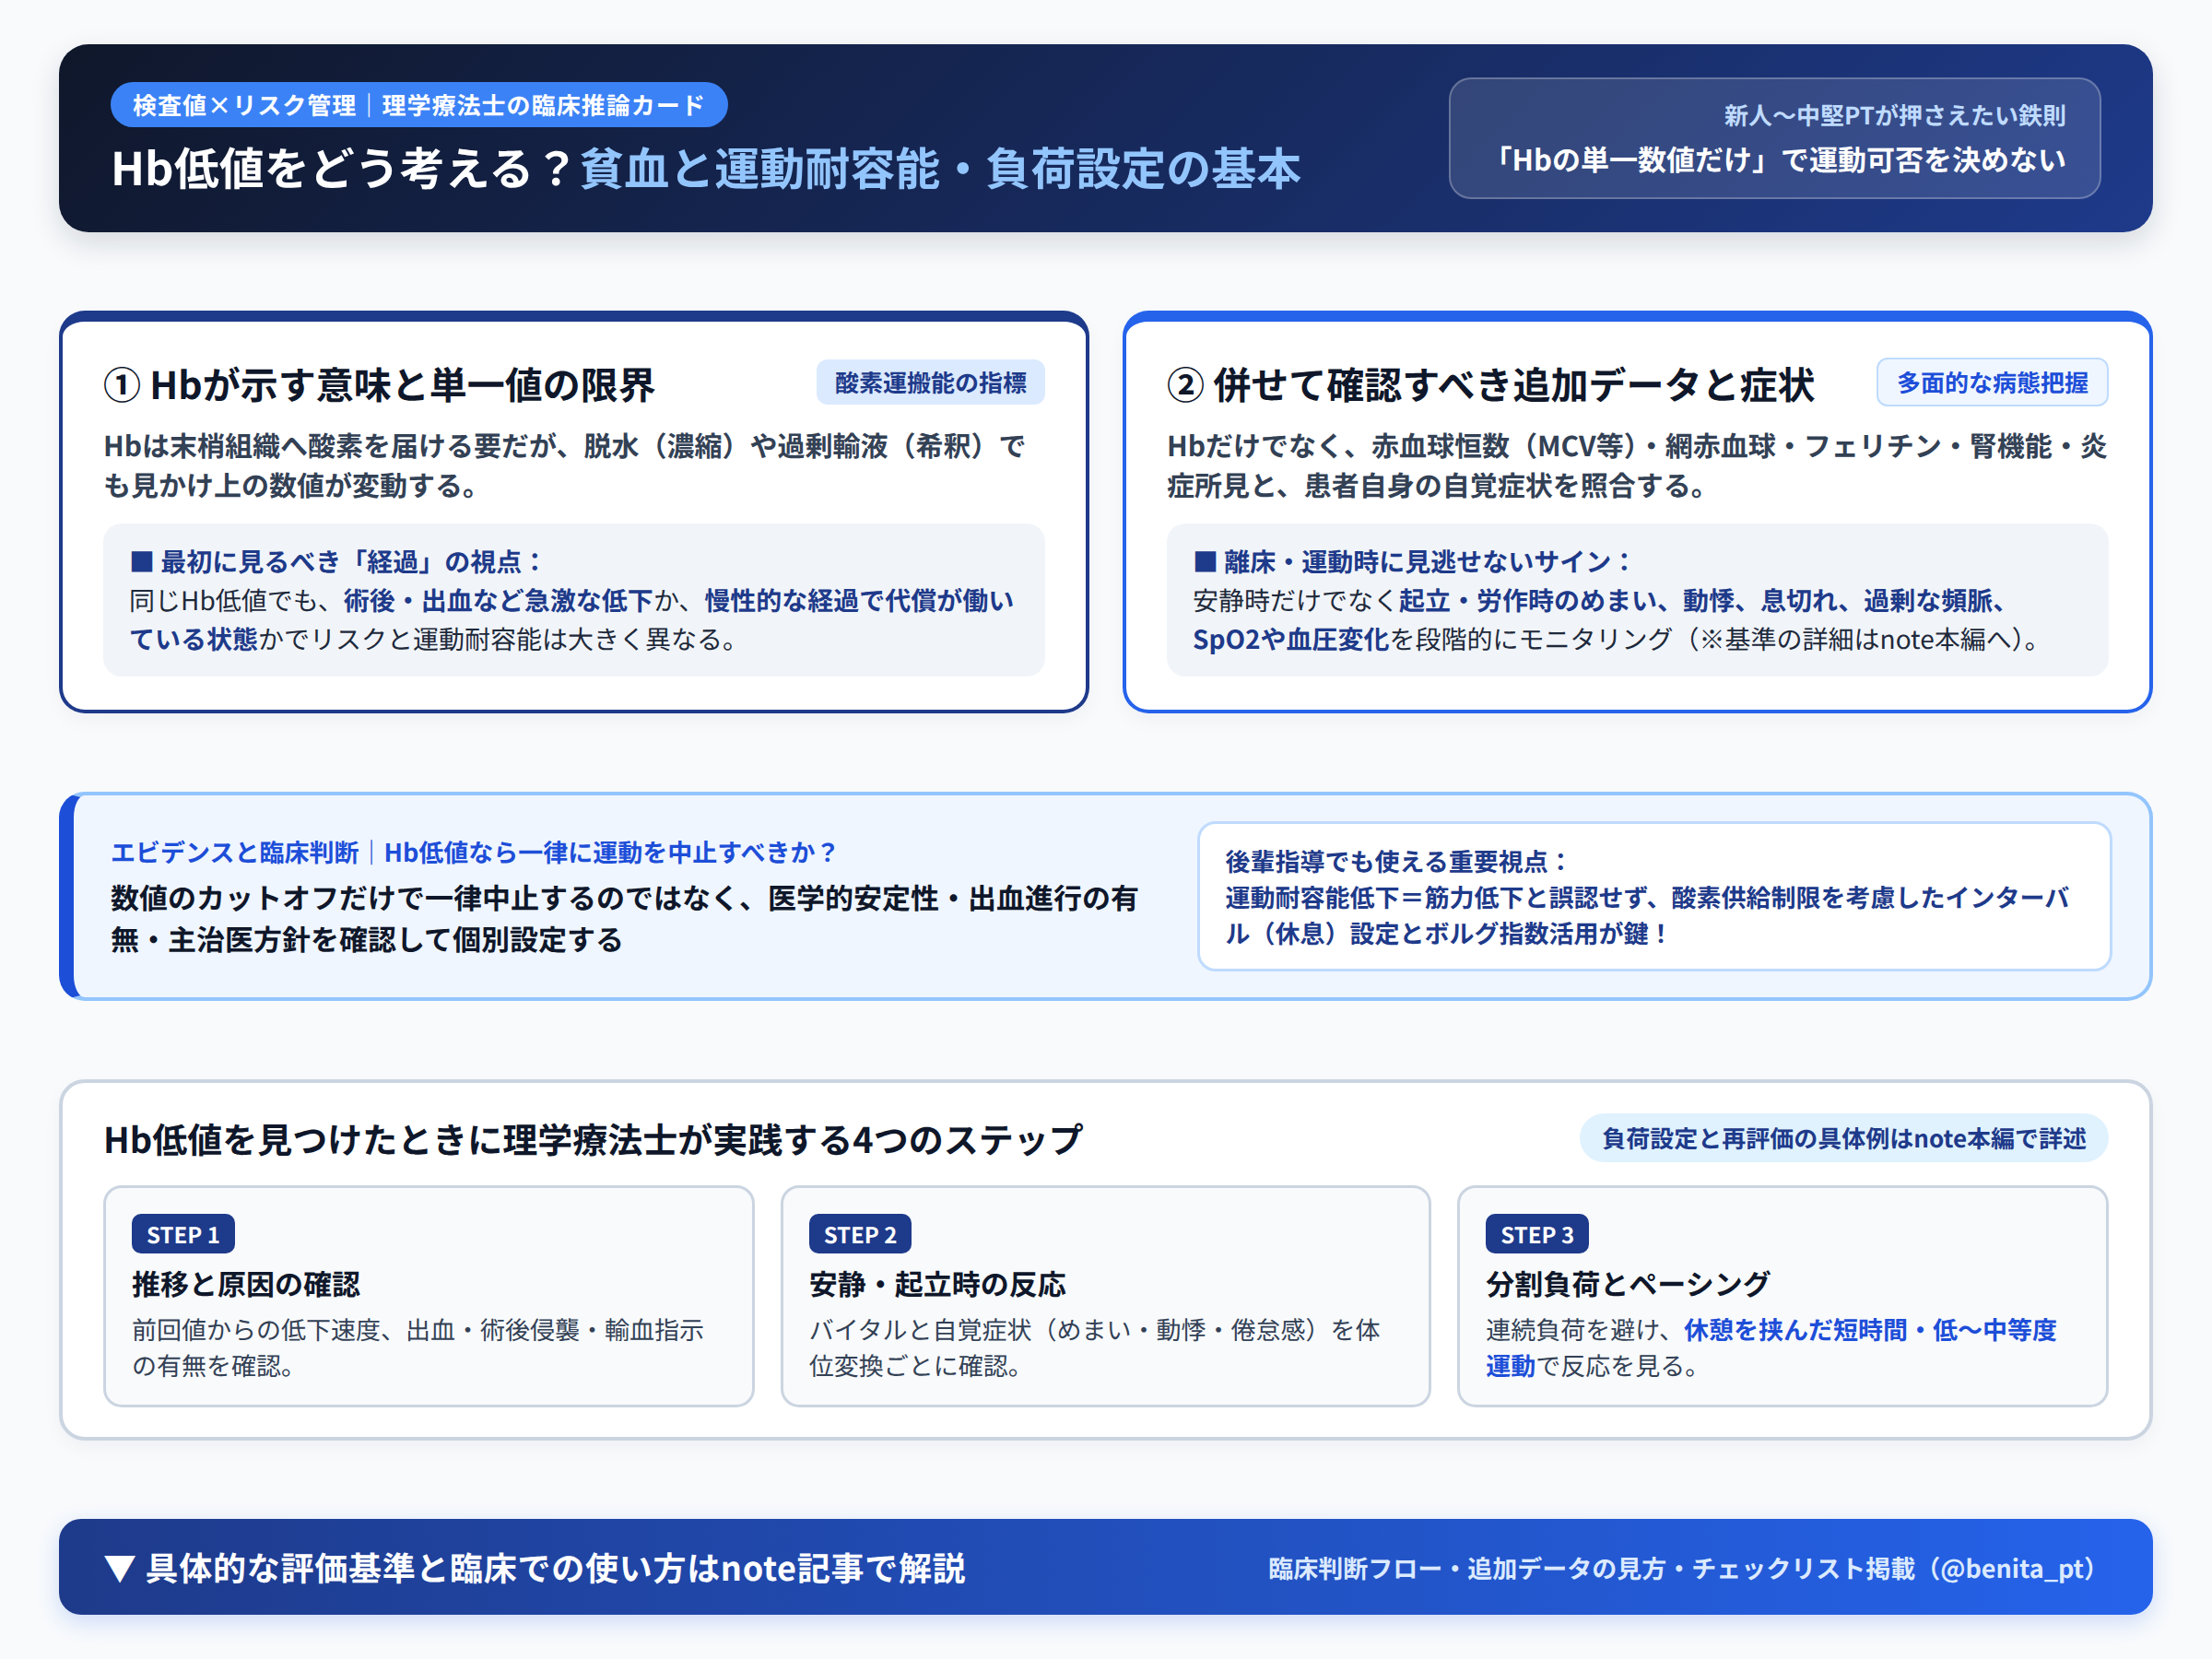 検査値×リスク管理｜理学療法士の臨床推論カード
Hb低値をどう考える？貧血と運動耐容能・負荷設定の基本
新人〜中堅PTが押さえたい鉄則
「Hbの単一数値だけ」で運動可否を決めない
① Hbが示す意味と単一値の限界
酸素運搬能の指標
Hbは末梢組織へ酸素を届ける要だが、脱水（濃縮）や過剰輸液（希釈）で
も見かけ上の数値が変動する。
■ 最初に見るべき「経過」の視点：
同じHb低値でも、術後・出血など急激な低下か、慢性的な経過で代償が働い
ている状態かでリスクと運動耐容能は大きく異なる。
② 併せて確認すべき追加データと症状
多面的な病態把握
Hbだけでなく、赤血球恒数（MCV等）・網赤血球・フェリチン・腎機能・炎
症所見と、患者自身の自覚症状を照合する。
■ 離床・運動時に見逃せないサイン：
安静時だけでなく起立・労作時のめまい、動悸、息切れ、過剰な頻脈、
SpO2や血圧変化を段階的にモニタリング（※基準の詳細はnote本編へ）。
エビデンスと臨床判断｜Hb低値なら一律に運動を中止すべきか？
数値のカットオフだけで一律中止するのではなく、医学的安定性・出血進行の有
無・主治医方針を確認して個別設定する
後輩指導でも使える重要視点：
運動耐容能低下＝筋力低下と誤認せず、酸素供給制限を考慮したインターバ
ル（休息）設定とボルグ指数活用が鍵！
Hb低値を見つけたときに理学療法士が実践する4つのステップ
負荷設定と再評価の具体例はnote本編で詳述
STEP 1
推移と原因の確認
前回値からの低下速度、出血・術後侵襲・輸血指示
の有無を確認。
STEP 2
安静・起立時の反応
バイタルと自覚症状（めまい・動悸・倦怠感）を体
位変換ごとに確認。
STEP 3
分割負荷とペーシング
連続負荷を避け、休憩を挟んだ短時間・低〜中等度
運動で反応を見る。
▼ 具体的な評価基準と臨床での使い方はnote記事で解説
臨床判断フロー・追加データの見方・チェックリスト掲載（@benita_pt）